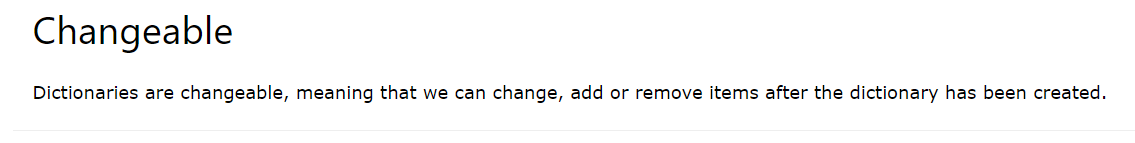 Changeable
Dictionaries are changeable, meaning that we can change, add or remove items after the dictionary has been created.